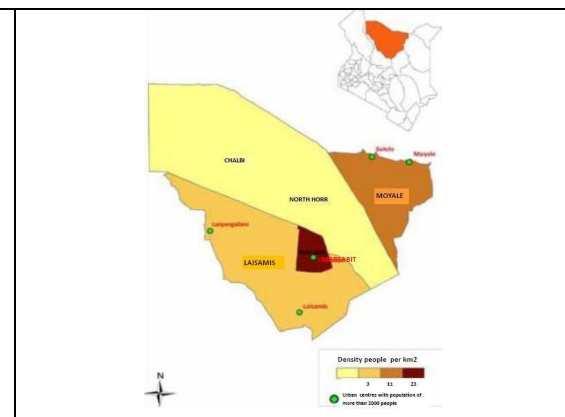 Sololo
Moyale
CHALBI
MOYALE
NORTH HORR
Loiyangalani
MARSABIT
LAISAMIS
Laisamis
Density people per km2
3 11 22
N
Urban centres with population of
more than 2000 people